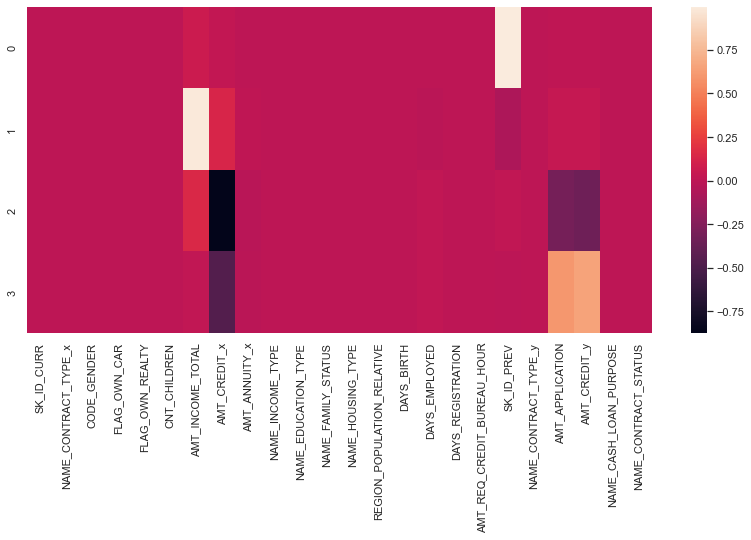 0
1
2
3
0.75
0.50
0.25
0.00
−0.25
−0.50
−0.75
SK_ID_CURR
NAME_CONTRACT_TYPE_x
CODE_GENDER
FLAG_OWN_CAR
FLAG_OWN_REALTY
CNT_CHILDREN
AMT_INCOME_TOTAL
AMT_CREDIT_x
AMT_ANNUITY_x
NAME_INCOME_TYPE
NAME_EDUCATION_TYPE
NAME_FAMILY_STATUS
NAME_HOUSING_TYPE
REGION_POPULATION_RELATIVE
DAYS_BIRTH
DAYS_EMPLOYED
DAYS_REGISTRATION
AMT_REQ_CREDIT_BUREAU_HOUR
SK_ID_PREV
NAME_CONTRACT_TYPE_y
AMT_APPLICATION
AMT_CREDIT_y
NAME_CASH_LOAN_PURPOSE
NAME_CONTRACT_STATUS